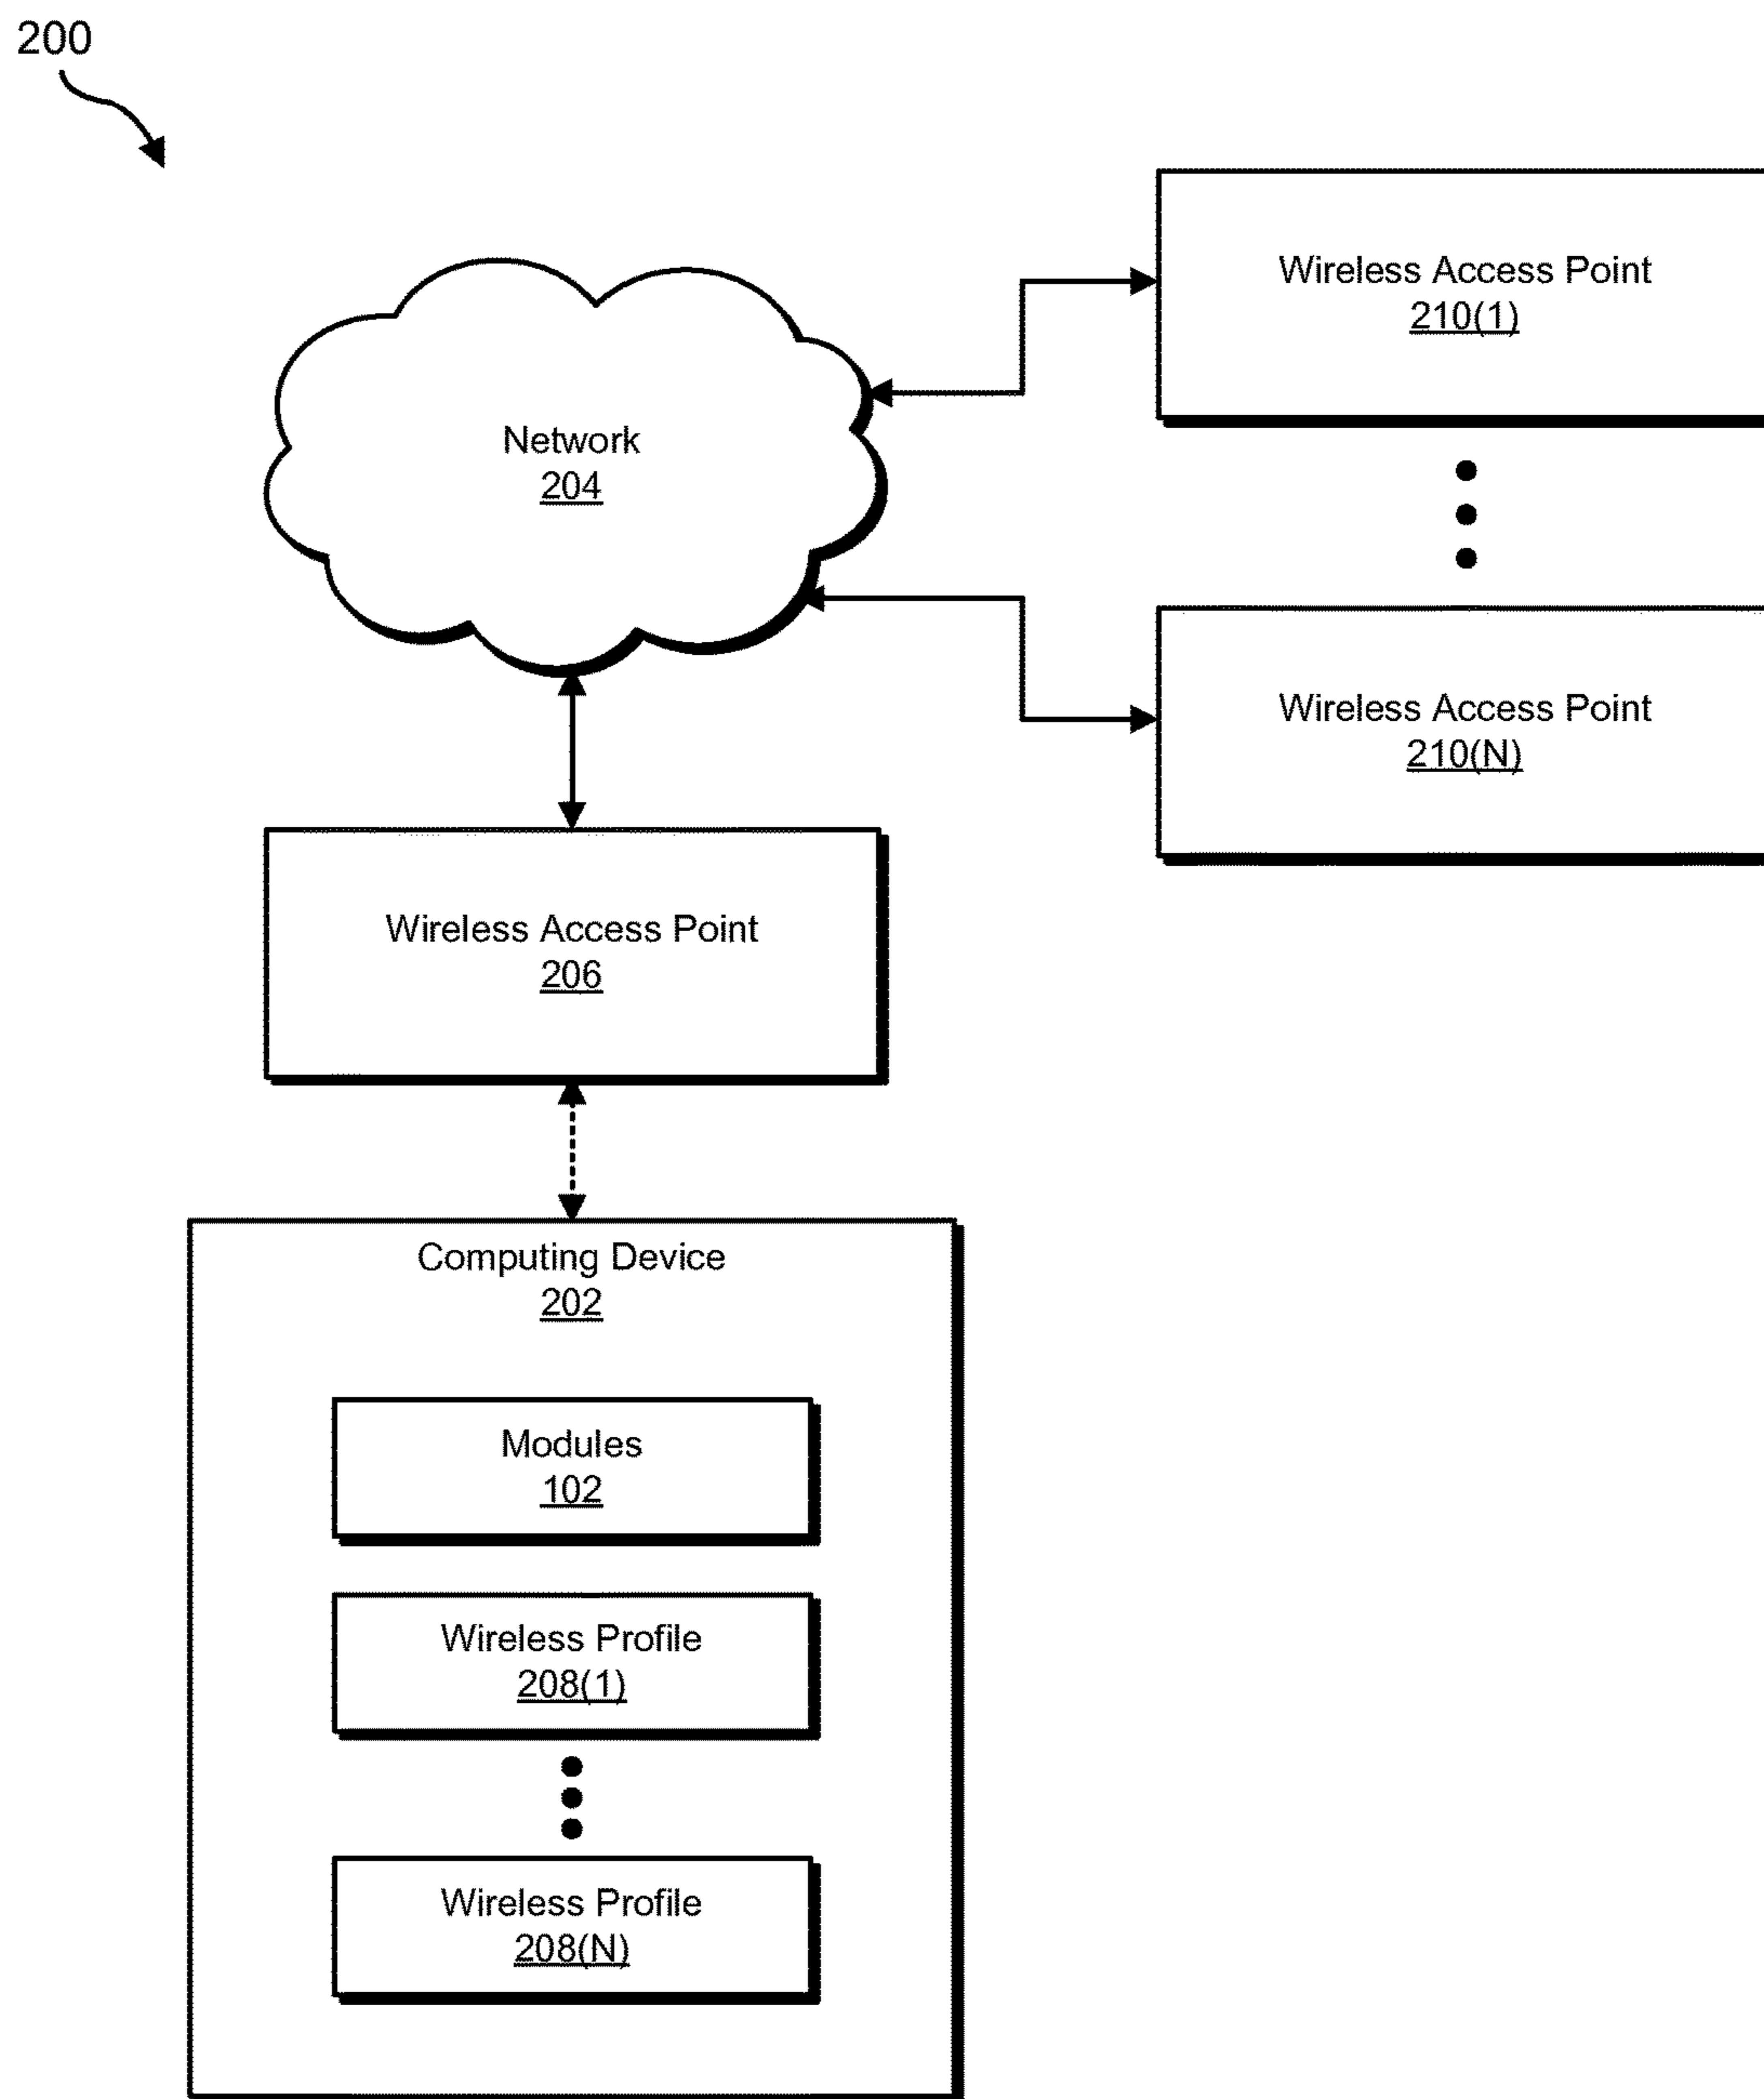 200
Wireless Access Point
210(1)
Network
204
Wireless Access Point
210(N)
Wireless Access Point
206
Computing Device
202
Modules
102
Wireless Profile
208(1)
Wireless Profile
208(N)